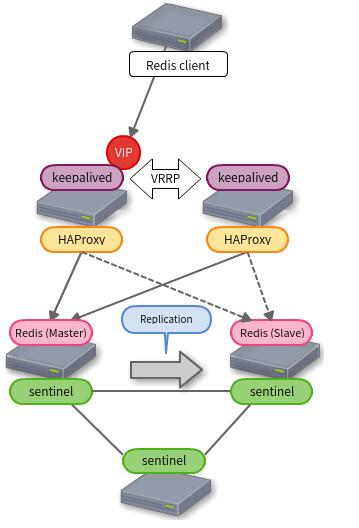 Redis client
VIP
keepalived
VRRP
keepalived
HAProxy
HAProxy
Replication
Redis (Master)
Redis (Slave)
sentinel
sentinel
sentinel